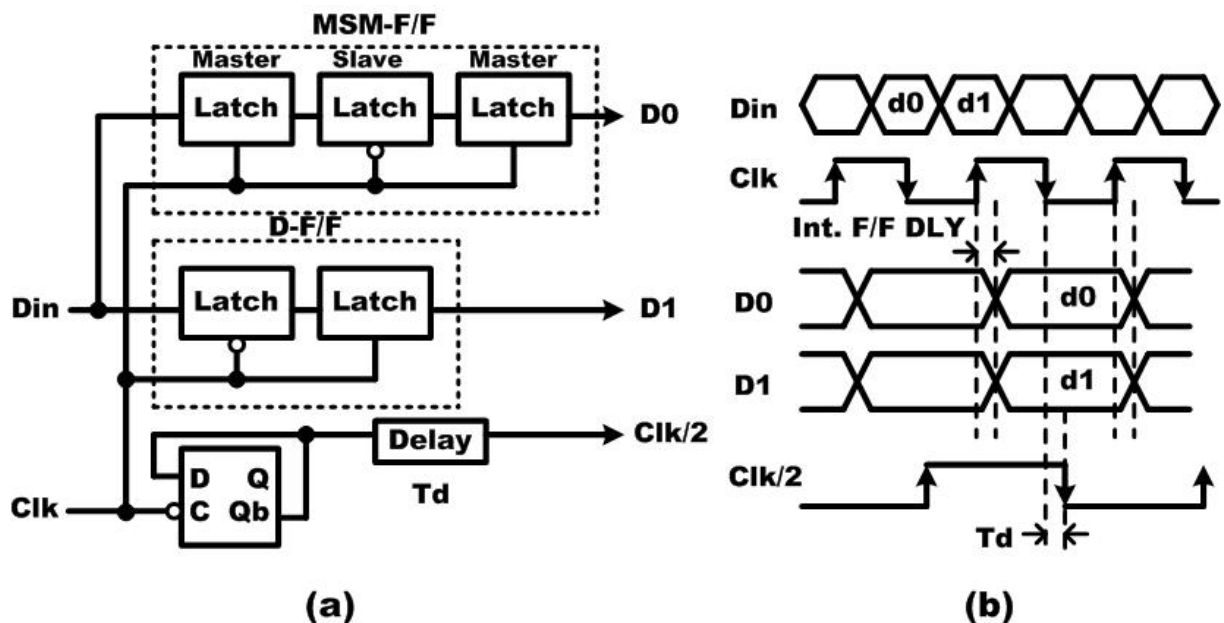 MSM-F/F
Master Slave Master
Latch Latch Latch
D0
D-F/F
Din
Latch Latch
D1
Delay
Clk/2
Td
D Q
C Qb
Clk
(a)
Din
d0 d1
Clk
Int. F/F DLY
D0
d0
D1
d1
Clk/2
Td
(b)